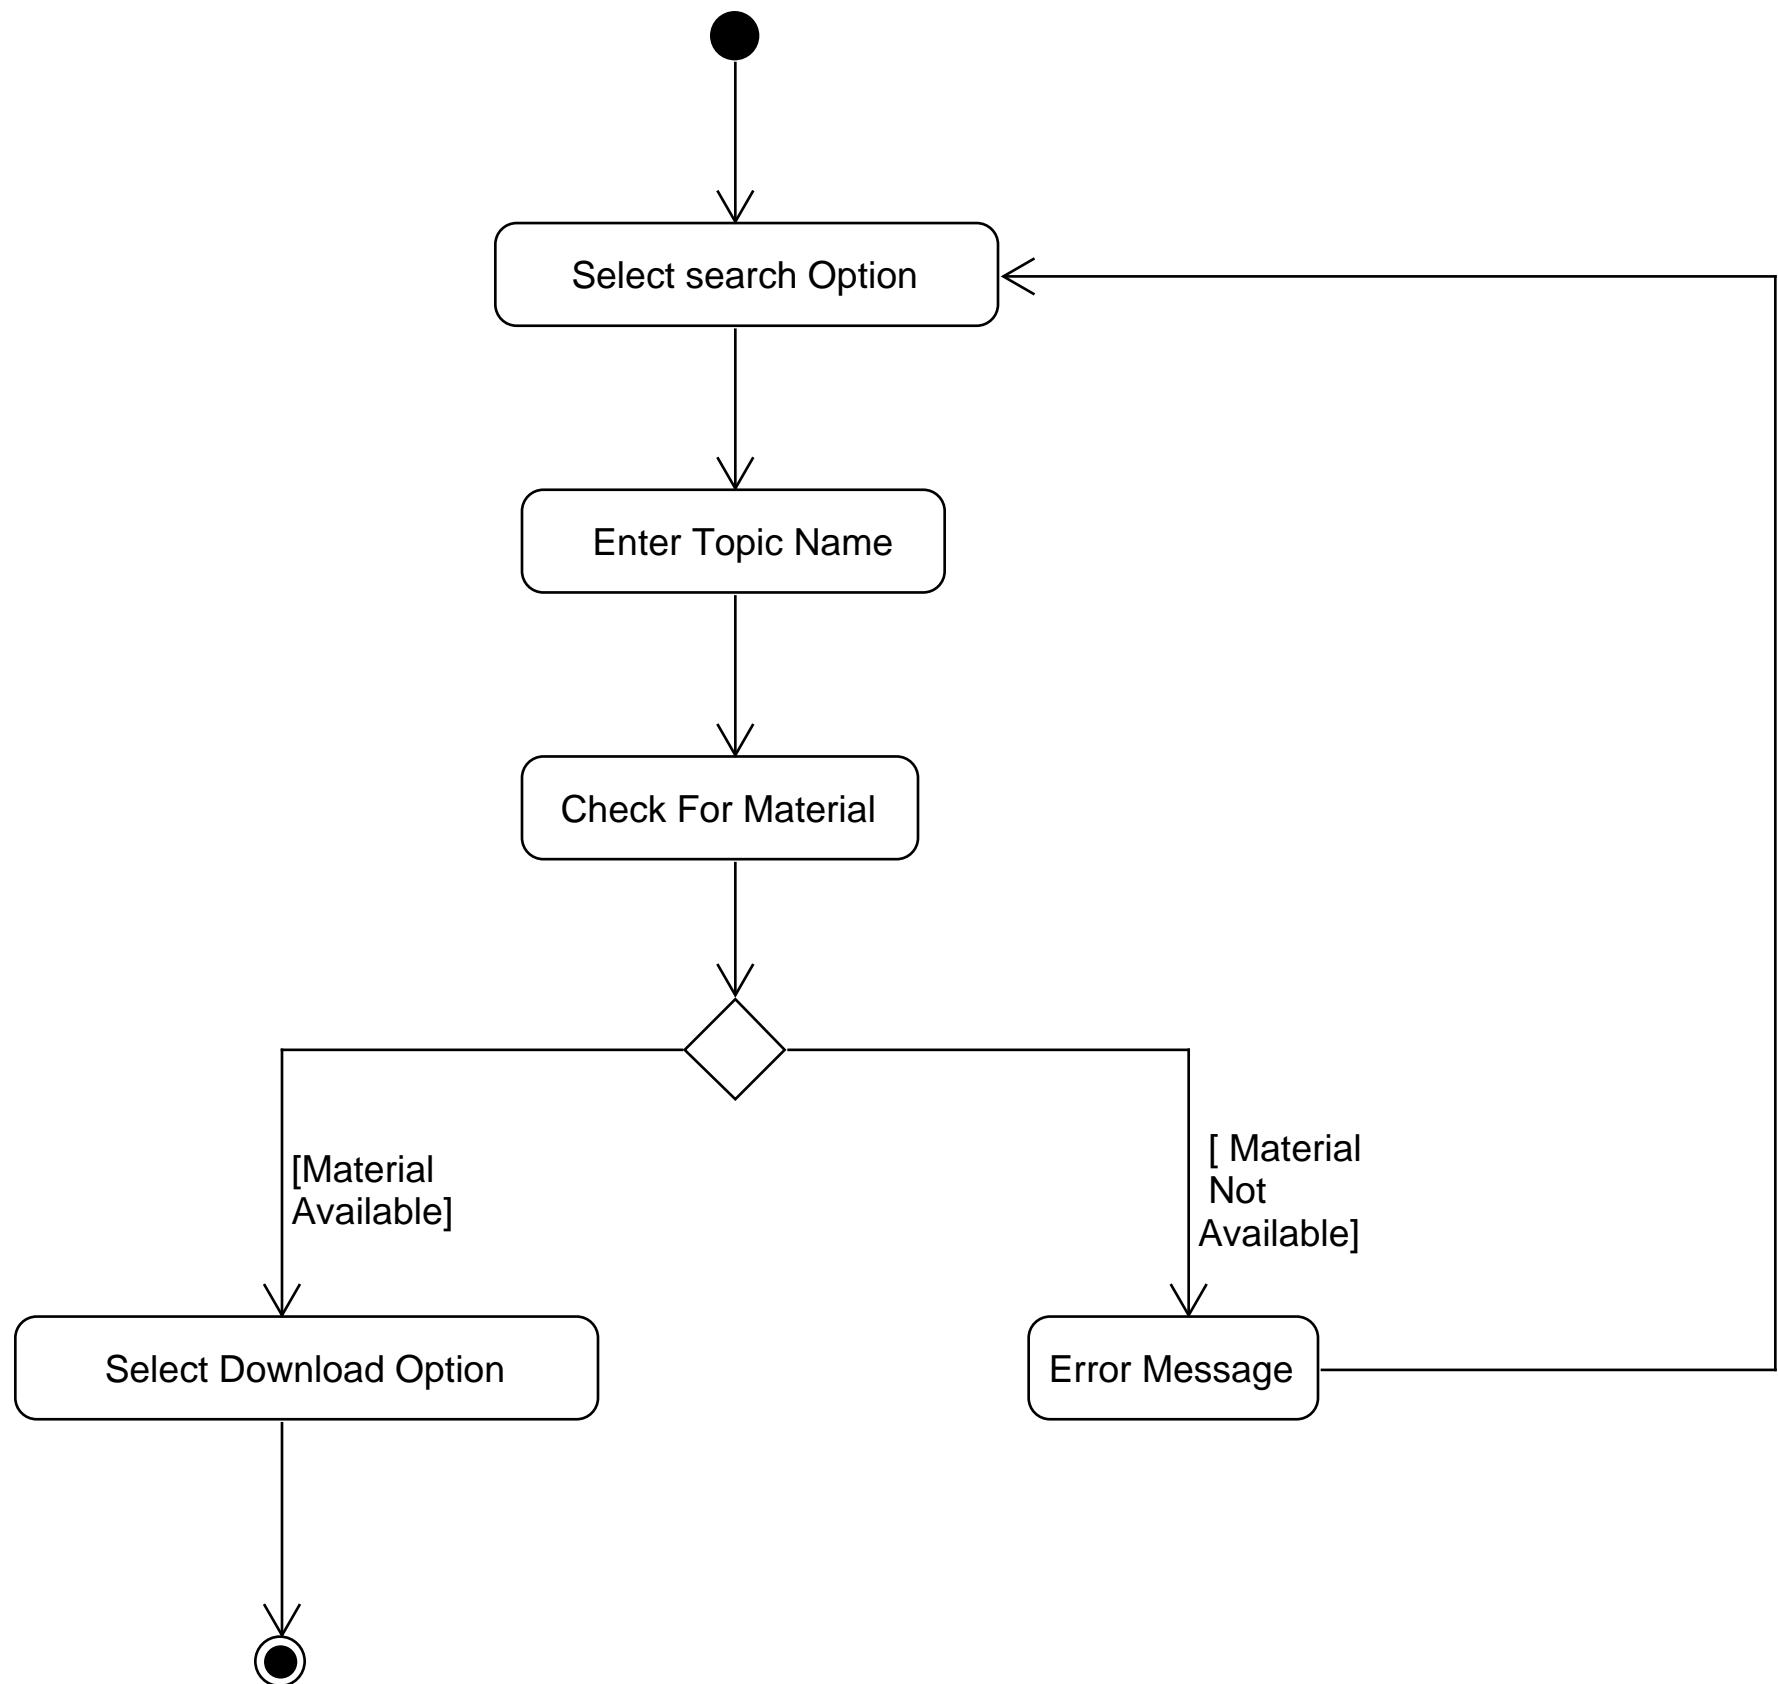 Select search Option
Enter Topic Name
Check For Material
[Material
Available]
[ Material
Not
Available]
Select Download Option
Error Message